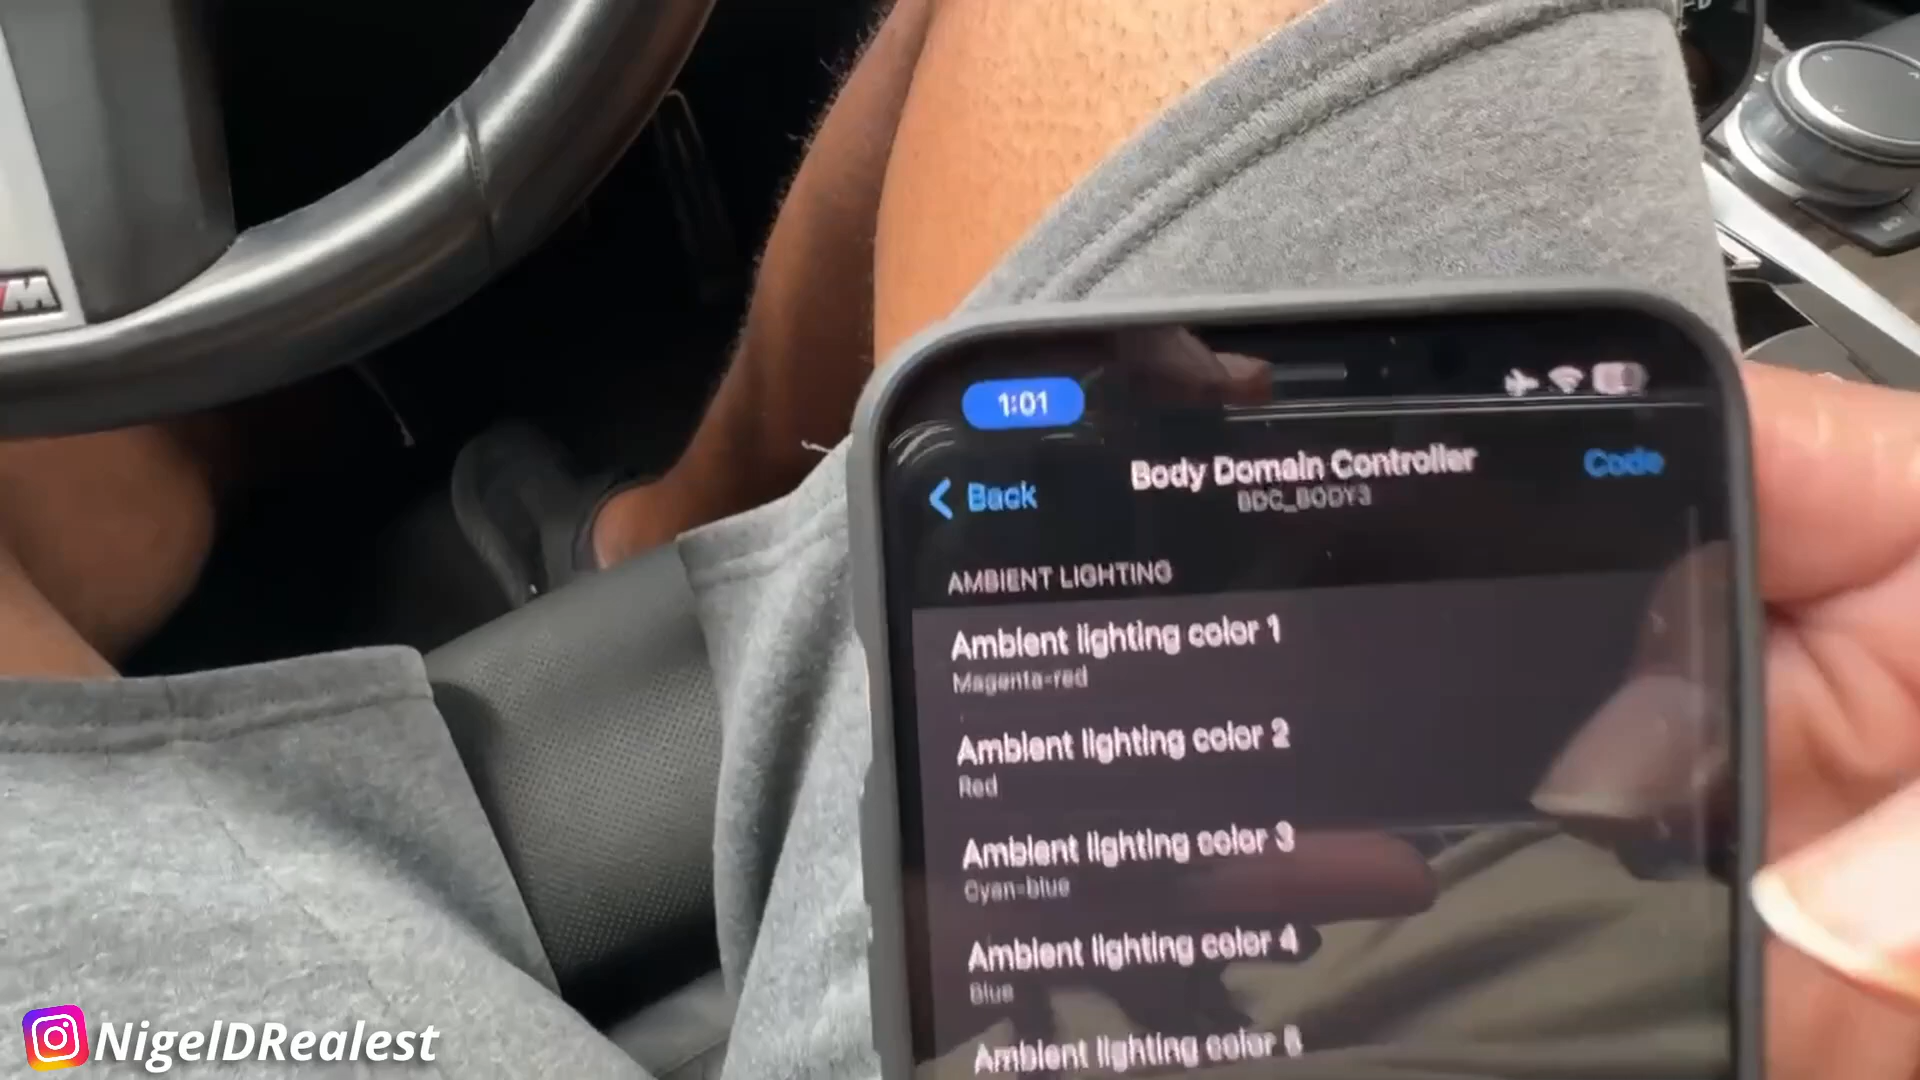 1:01
Back
Body Domain Controller
BDC_BODY3
Code
AMBIENT LIGHTING
Ambient lighting color 1
Magenta-red
Ambient lighting color 2
Red
Ambient lighting color 3
Cyan-blue
Ambient lighting color 4
Blue
Ambient lighting color
M
NigelDRealest